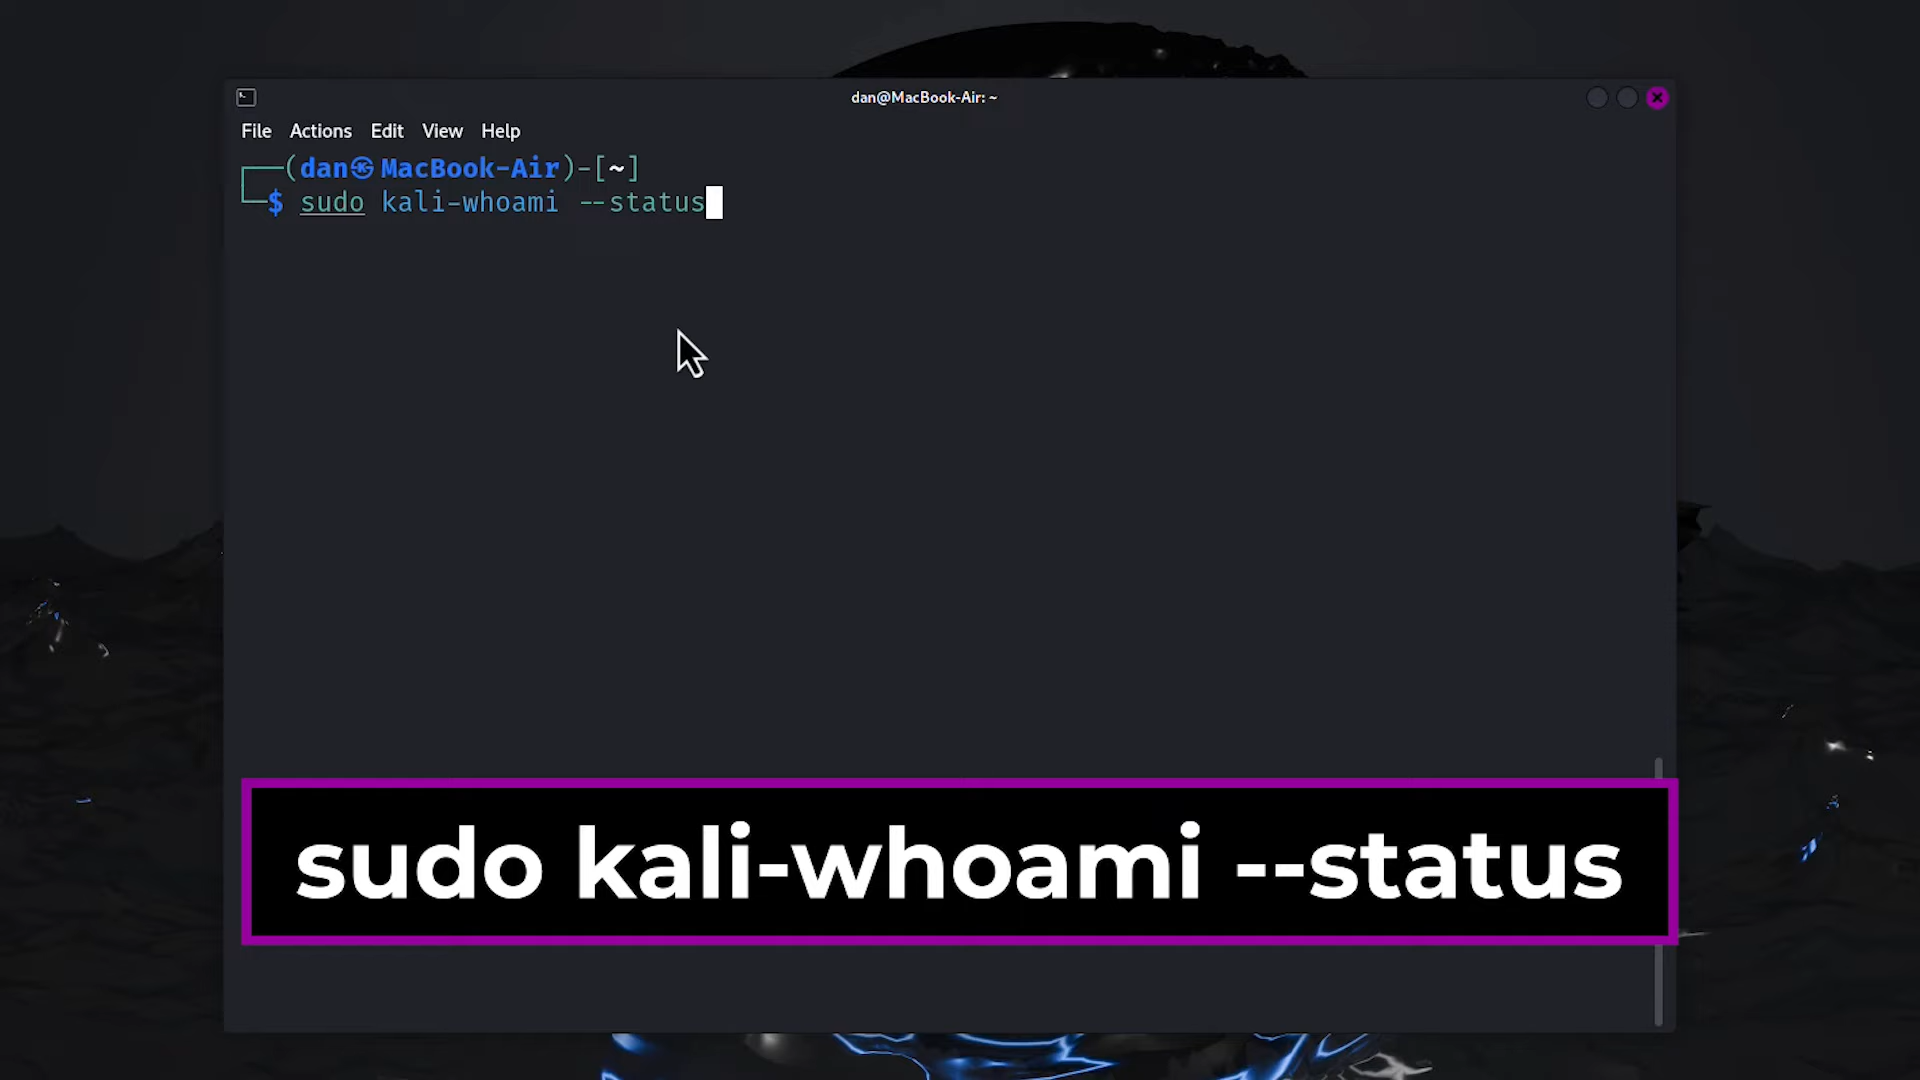 dan@MacBook-Air: ~
File Actions Edit View Help
┌──(dan㉿MacBook-Air)-[~]
└─$ sudo kali-whoami --status
sudo kali-whoami --status